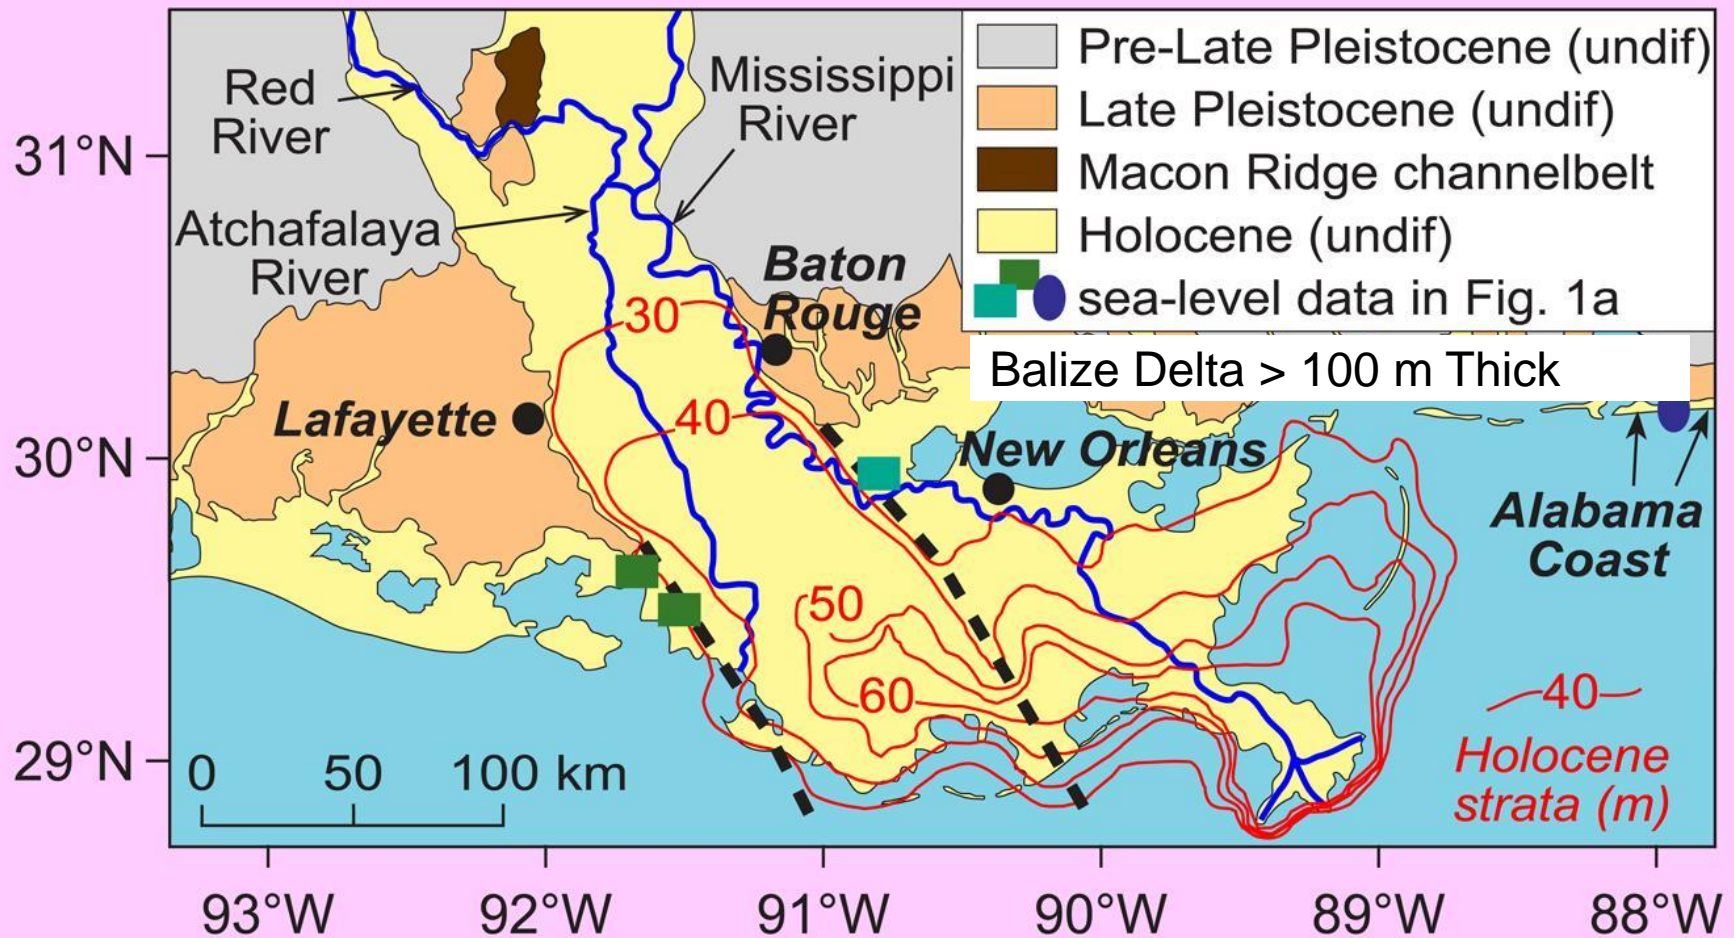 Pre-Late Pleistocene (undif)
Late Pleistocene (undif)
Macon Ridge channelbelt
Holocene (undif)
sea-level data in Fig. 1a
Balize Delta > 100 m Thick
Red
River
Mississippi
River
Atchafalaya
River
Baton
Rouge
Lafayette
New Orleans
Alabama
Coast
30
40
50
60
40
Holocene
strata (m)
0 50 100 km
31°N
30°N
29°N
93°W 92°W 91°W 90°W 89°W 88°W